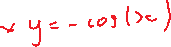 x y = - cos(x)